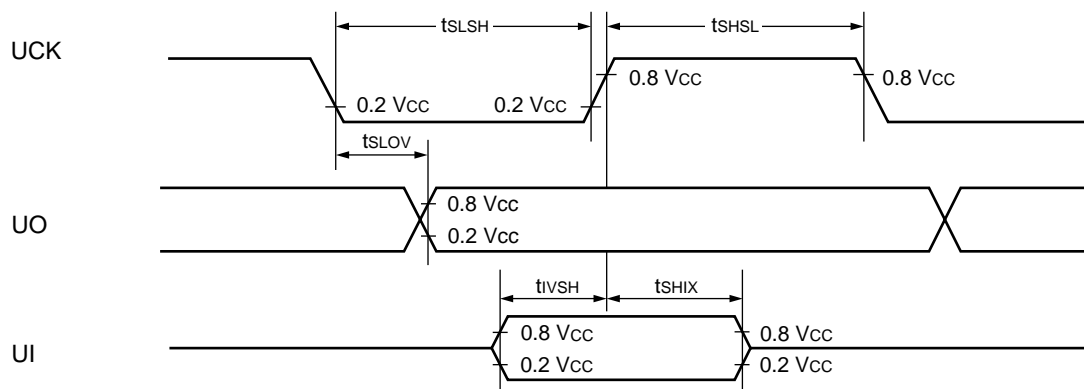 tSLSH
tSHSL
UCK
0.8 VCC
0.8 VCC
0.2 VCC
0.2 VCC
tSLOV
UO
0.8 VCC
0.2 VCC
tIVSH
tSHIX
UI
0.8 VCC
0.8 VCC
0.2 VCC
0.2 VCC